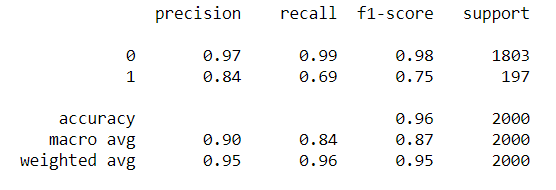 precision recall f1-score support
0 0.97 0.99 0.98 1803
1 0.84 0.69 0.75 197
accuracy 0.96 2000
macro avg 0.90 0.84 0.87 2000
weighted avg 0.95 0.96 0.95 2000